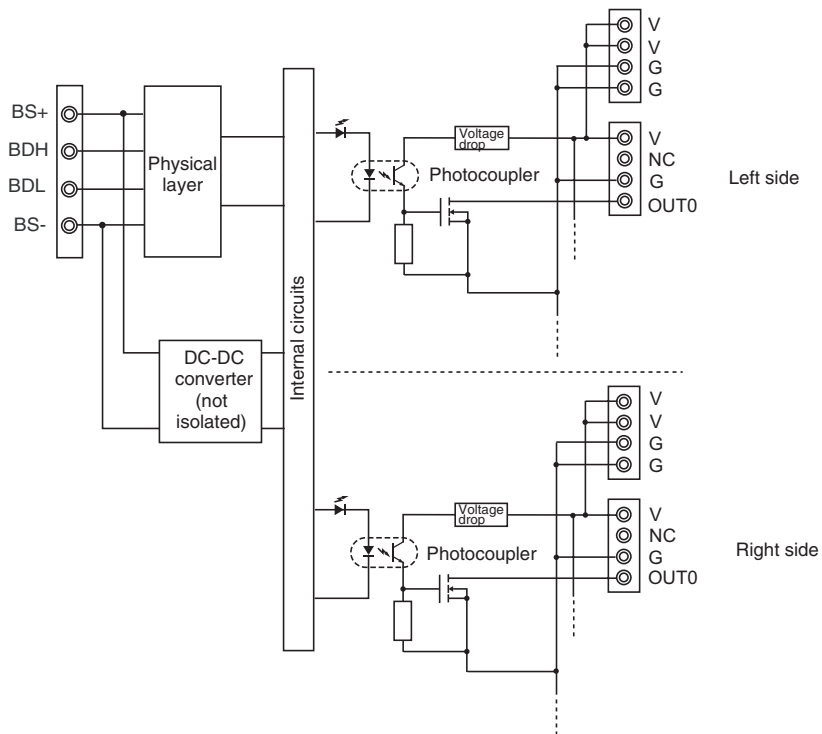 BS+
BDH
BDL
BS-
Physical
layer
DC-DC
converter
(not
isolated)
Internal circuits
Voltage
drop
Photocoupler
V
V
G
G
V
NC
G
OUT0
Left side
Voltage
drop
Photocoupler
V
V
G
G
V
NC
G
OUT0
Right side